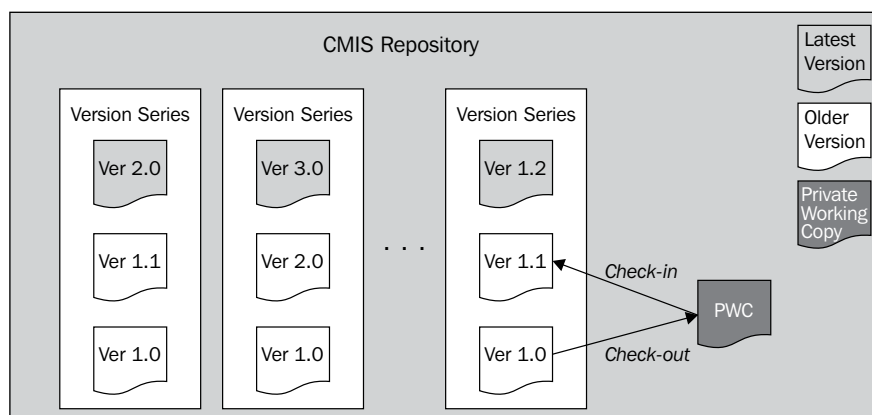 CMIS Repository
Latest
Version
Older
Version
Private
Working
Copy
Version Series
Ver 2.0
Ver 1.1
Ver 1.0
Version Series
Ver 3.0
Ver 2.0
Ver 1.0
. . .
Version Series
Ver 1.2
Ver 1.1
Ver 1.0
Check-in
PWC
Check-out